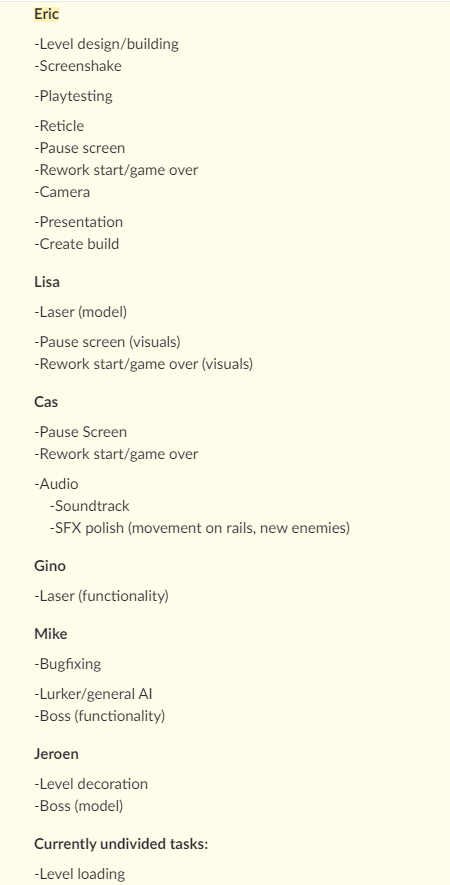 Eric
-Level design/building
-Screenshake
-Playtesting
-Reticle
-Pause screen
-Rework start/game over
-Camera
-Presentation
-Create build
Lisa
-Laser (model)
-Pause screen (visuals)
-Rework start/game over (visuals)
Cas
-Pause Screen
-Rework start/game over
-Audio
-Soundtrack
-SFX polish (movement on rails, new enemies)
Gino
-Laser (functionality)
Mike
-Bugfixing
-Lurker/general AI
-Boss (functionality)
Jeroen
-Level decoration
-Boss (model)
Currently undivided tasks:
-Level loading